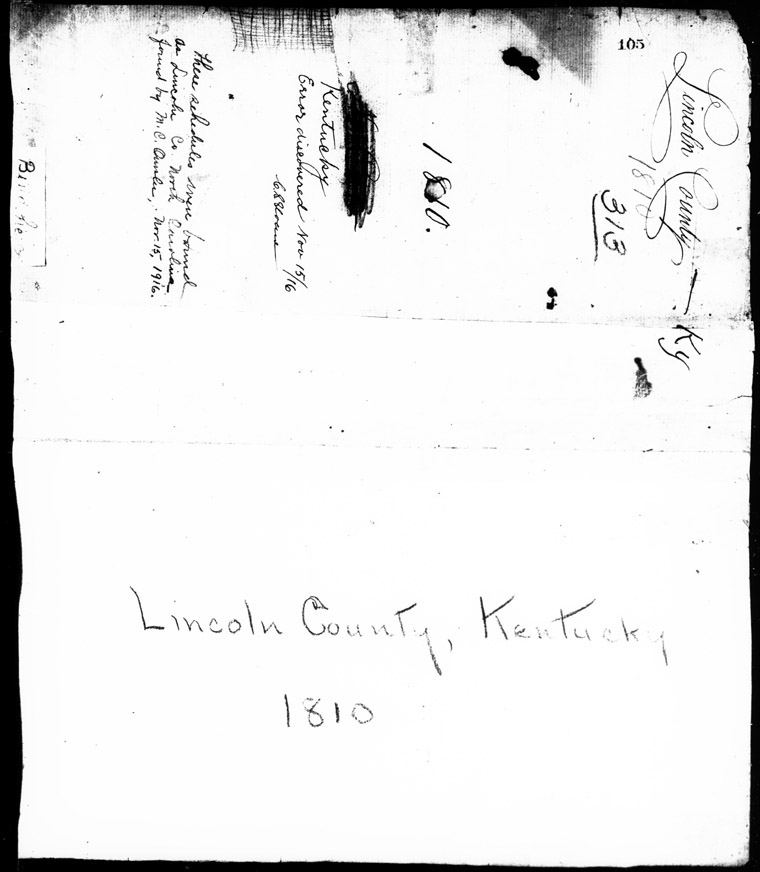 105
Lincoln County, — Ky
1810
313
1810.
Kentucky
Error discovered Nov 15/16
These schedules were bound
as Lincoln Co. North Carolina
found by M. C.
Nov. 15, 1916.
Lincoln County, Kentucky
1810